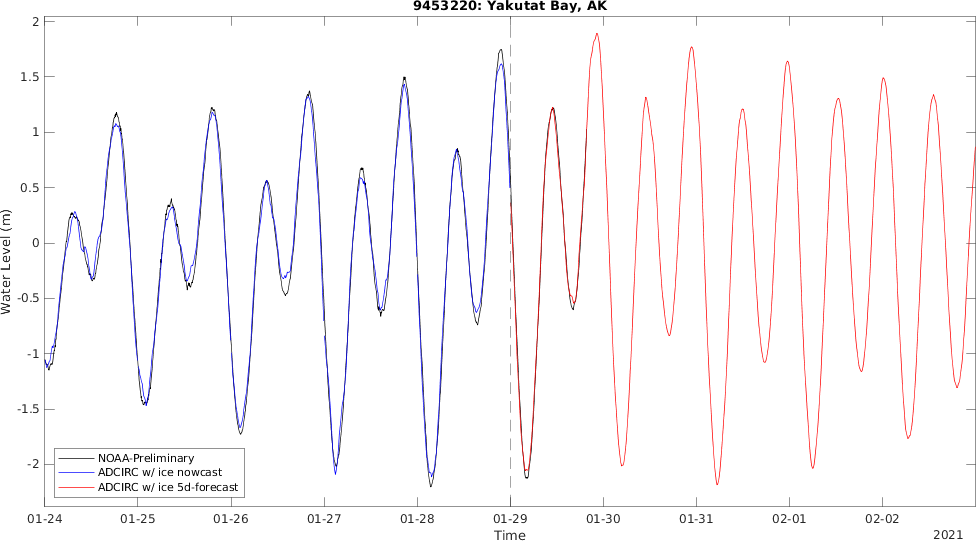 9453220: Yakutat Bay, AK
2
1.5
1
0.5
0
-0.5
-1
-1.5
-2
Water Level (m)
NOAA-Preliminary
ADCIRC w/ ice nowcast
ADCIRC w/ ice 5d-forecast
01-24 01-25 01-26 01-27 01-28 01-29 01-30 01-31 02-01 02-02
Time
2021